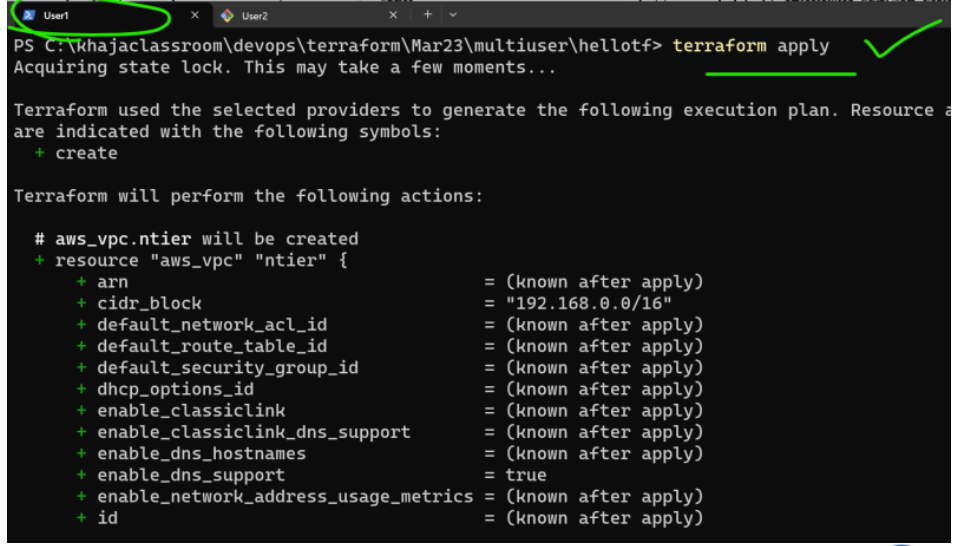 User1 × User2 × +
PS C:\khajaclassroom\devops\terraform\Mar23\multiuser\hellotf> terraform apply
Acquiring state lock. This may take a few moments...
Terraform used the selected providers to generate the following execution plan. Resource a
are indicated with the following symbols:
+ create
Terraform will perform the following actions:
# aws_vpc.ntier will be created
+ resource "aws_vpc" "ntier" {
+ arn = (known after apply)
+ cidr_block = "192.168.0.0/16"
+ default_network_acl_id = (known after apply)
+ default_route_table_id = (known after apply)
+ default_security_group_id = (known after apply)
+ dhcp_options_id = (known after apply)
+ enable_classiclink = (known after apply)
+ enable_classiclink_dns_support = (known after apply)
+ enable_dns_hostnames = (known after apply)
+ enable_dns_support = true
+ enable_network_address_usage_metrics = (known after apply)
+ id = (known after apply)